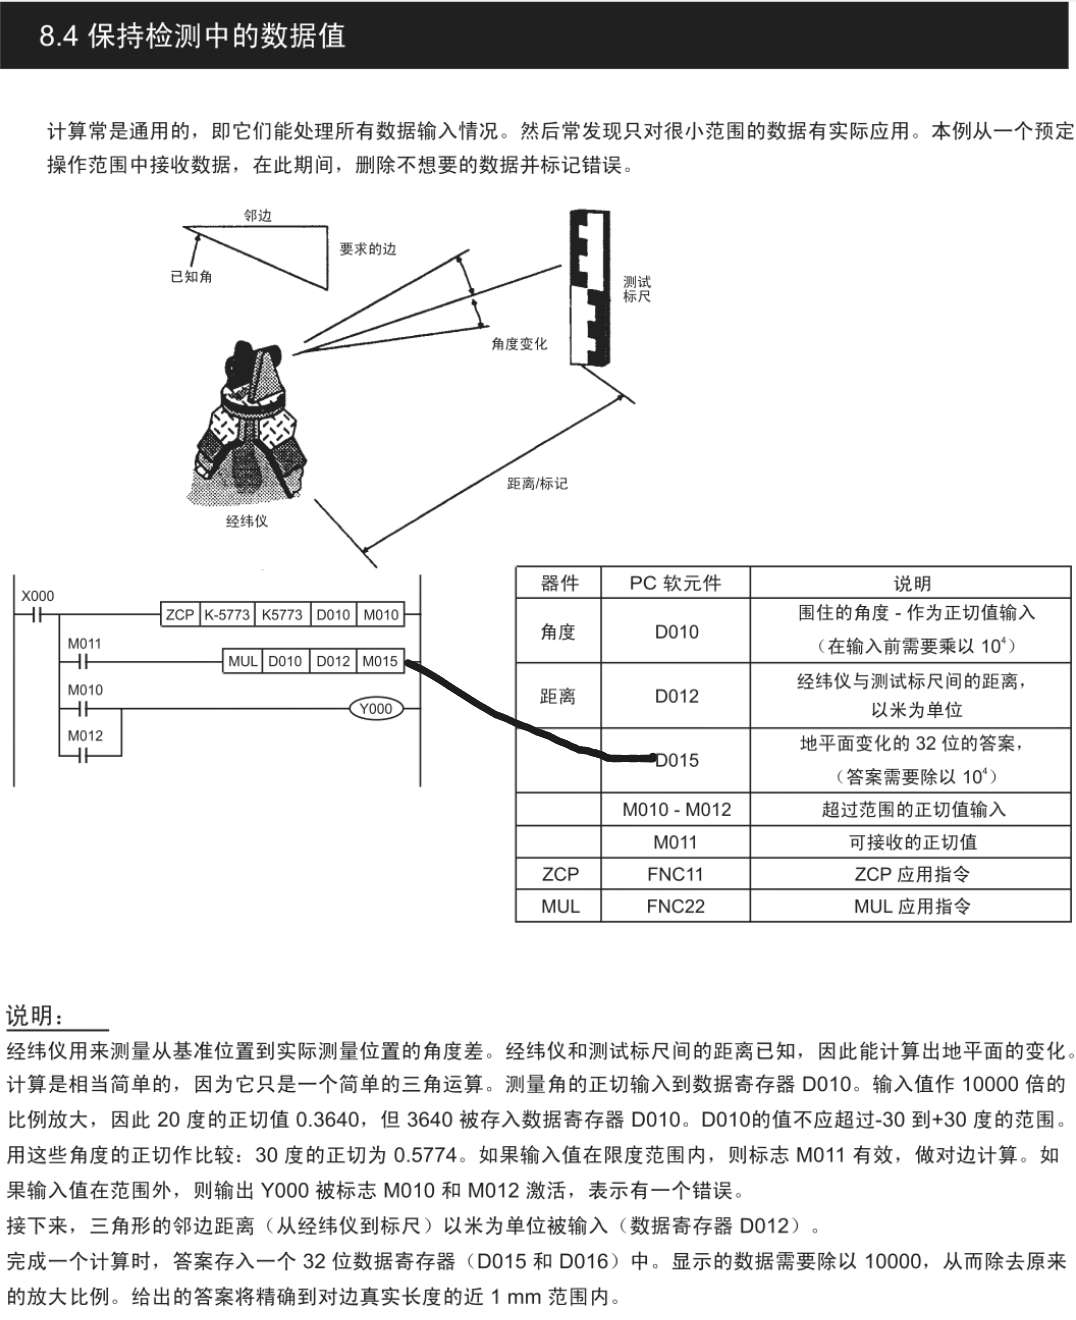 8.4 保持检测中的数据值
计算常是通用的，即它们能处理所有数据输入情况。然后常发现只对很小范围的数据有实际应用。本例从一个预定
操作范围中接收数据，在此期间，删除不想要的数据并标记错误。
邻边
要求的边
已知角
测试
标尺
角度变化
距离/标记
经纬仪
X000
ZCP K-5773 K5773 D010 M010
M011
MUL D010 D012 M015
M010
Y000
M012
器件 PC 软元件 说明
角度 D010 围住的角度 - 作为正切值输入
（在输入前需要乘以 10⁴）
距离 D012 经纬仪与测试标尺间的距离，
以米为单位
D015 地平面变化的 32 位的答案，
（答案需要除以 10⁴）
M010 - M012 超过范围的正切值输入
M011 可接收的正切值
ZCP FNC11 ZCP 应用指令
MUL FNC22 MUL 应用指令
说明：
经纬仪用来测量从基准位置到实际测量位置的角度差。经纬仪和测试标尺间的距离已知，因此能计算出地平面的变化。
计算是相当简单的，因为它只是一个简单的三角运算。测量角的正切输入到数据寄存器 D010。输入值作 10000 倍的
比例放大，因此 20 度的正切值 0.3640，但 3640 被存入数据寄存器 D010。D010的值不应超过-30 到+30 度的范围。
用这些角度的正切作比较：30 度的正切为 0.5774。如果输入值在限度范围内，则标志 M011 有效，做对边计算。如
果输入值在范围外，则输出 Y000 被标志 M010 和 M012 激活，表示有一个错误。
接下来，三角形的邻边距离（从经纬仪到标尺）以米为单位被输入（数据寄存器 D012）。
完成一个计算时，答案存入一个 32 位数据寄存器（D015 和 D016）中。显示的数据需要除以 10000，从而除去原来
的放大比例。给出的答案将精确到对边真实长度的近 1 mm 范围内。